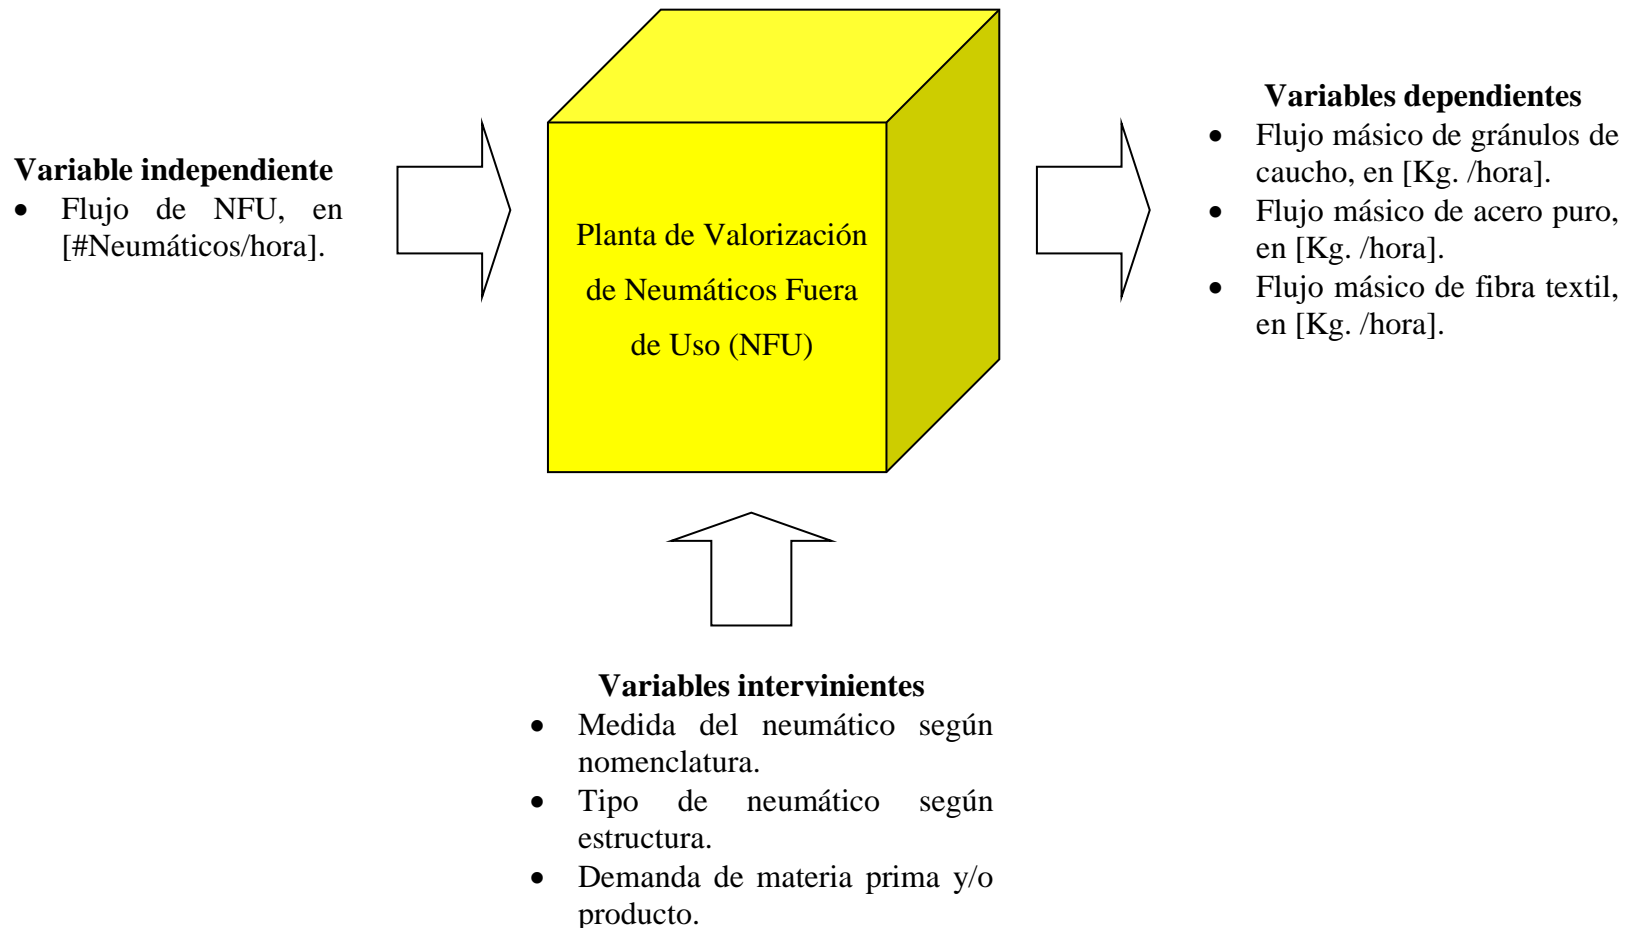 Variable independiente
• Flujo de NFU, en
[#Neumáticos/hora].
Planta de Valorización
de Neumáticos Fuera
de Uso (NFU)
Variables dependientes
• Flujo másico de gránulos de
caucho, en [Kg. /hora].
• Flujo másico de acero puro,
en [Kg. /hora].
• Flujo másico de fibra textil,
en [Kg. /hora].
Variables intervinientes
• Medida del neumático según
nomenclatura.
• Tipo de neumático según
estructura.
• Demanda de materia prima y/o
producto.